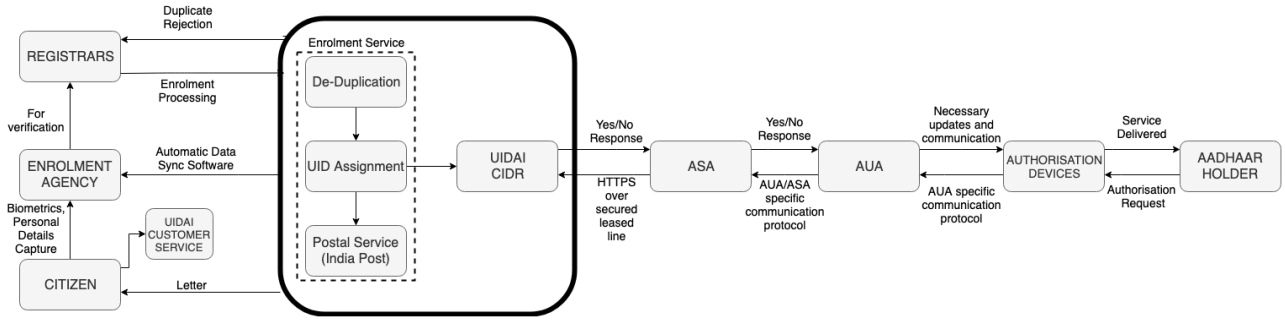 Duplicate
Rejection
REGISTRARS
Enrolment
Processing
For
verification
ENROLMENT
AGENCY
Automatic Data
Sync Software
Biometrics,
Personal
Details
Capture
UIDAI
CUSTOMER
SERVICE
CITIZEN
Letter
Enrolment Service
De-Duplication
UID Assignment
Postal Service
(India Post)
UIDAI
CIDR
Yes/No
Response
HTTPS
over
secured
leased
line
ASA
Yes/No
Response
AUA/ASA
specific
communication
protocol
AUA
Necessary
updates and
communication
AUA specific
communication
protocol
AUTHORISATION
DEVICES
Service
Delivered
Authorisation
Request
AADHAAR
HOLDER